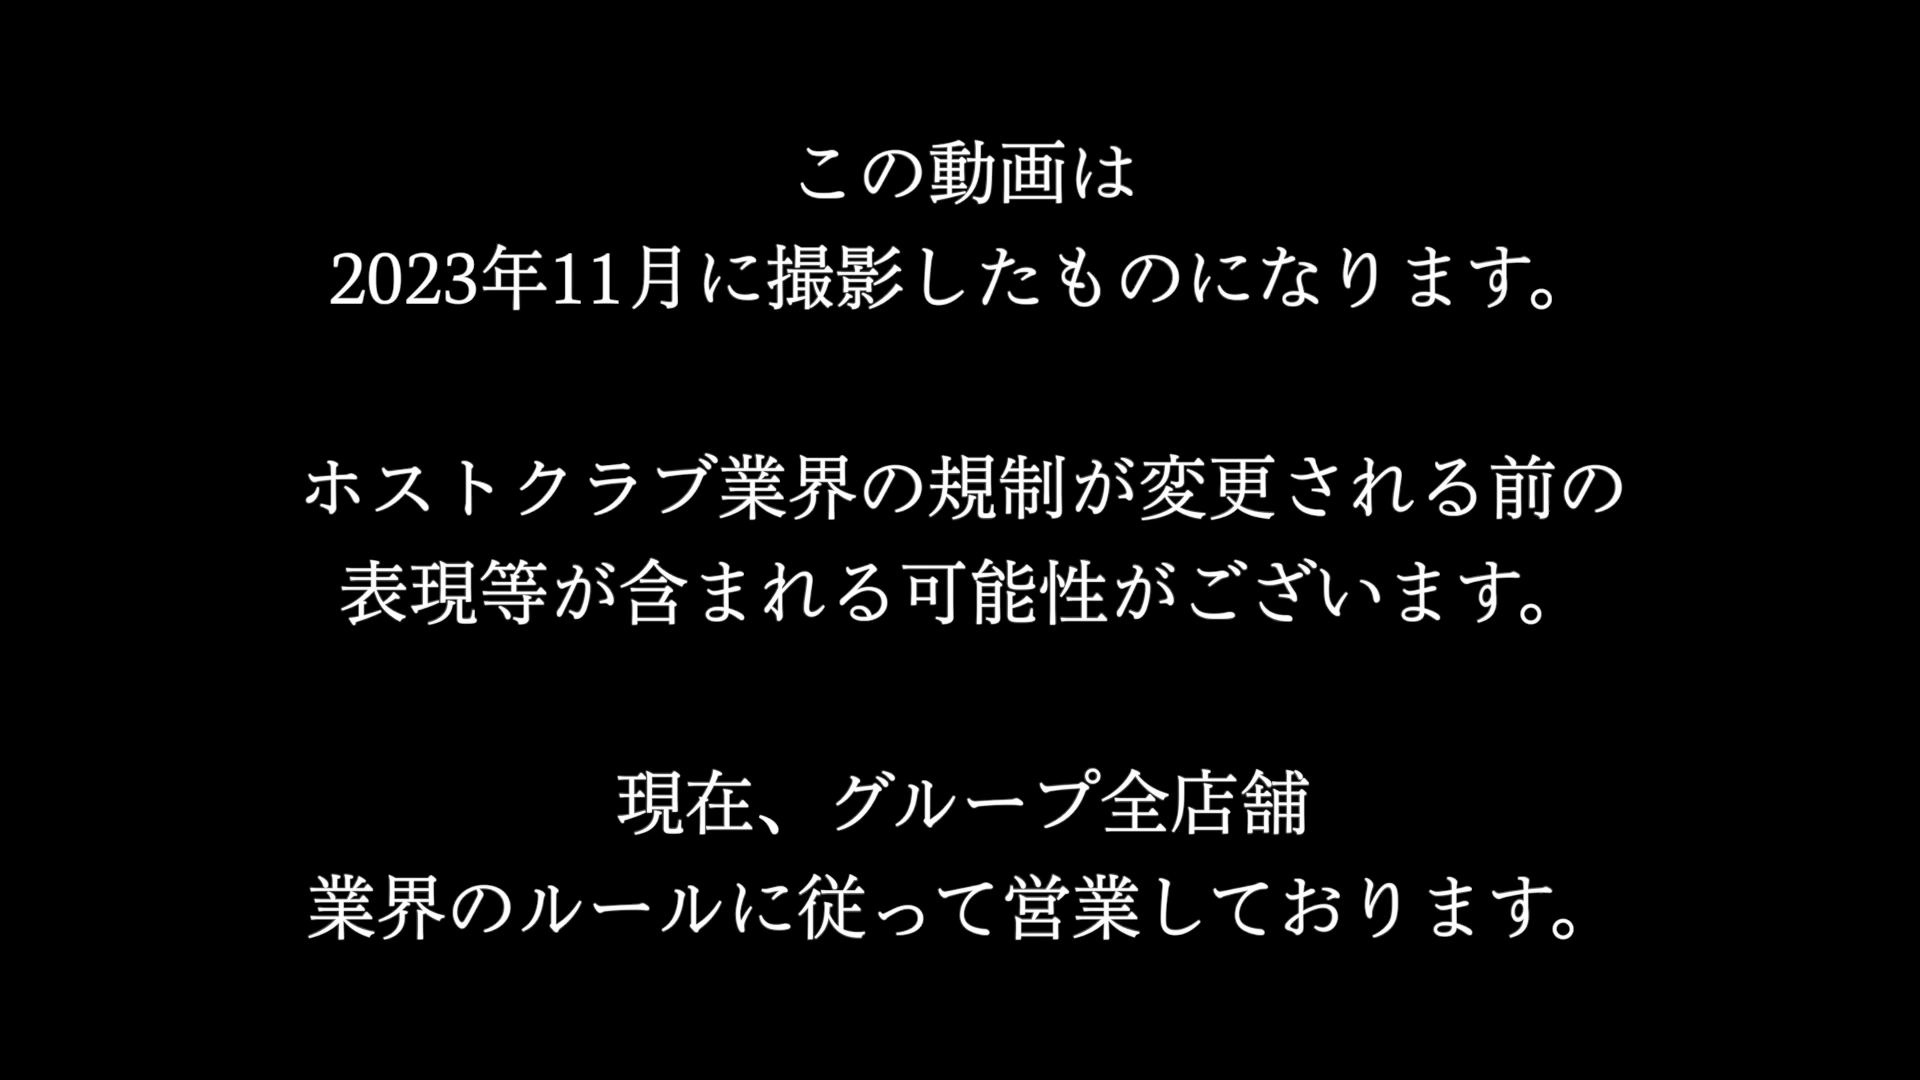 この動画は
2023年11月に撮影したものになります。
ホストクラブ業界の規制が変更される前の
表現等が含まれる可能性がございます。
現在、グループ全店舗
業界のルールに従って営業しております。